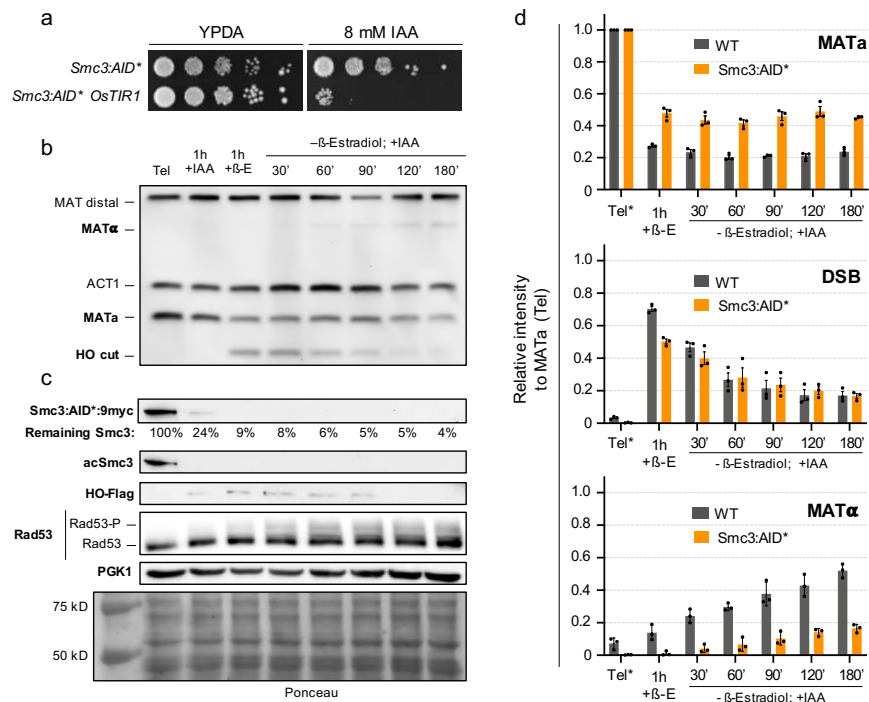 a
YPDA
8 mM IAA
Smc3:AID*
Smc3:AID* OsTIR1
b
Tel
1h
+IAA
1h
+ß-E
–ß-Estradiol; +IAA
30’ 60’ 90’ 120’ 180’
MAT distal
MATα
ACT1
MATa
HO cut
c
Smc3:AID*:9myc
Remaining Smc3: 100% 24% 9% 8% 6% 5% 5% 4%
acSmc3
HO-Flag
Rad53
Rad53-P
Rad53
PGK1
75 kD
50 kD
Ponceau
d
Relative intensity
to MATa (Tel)
MATa
WT
Smc3:AID*
1.0
0.8
0.6
0.4
0.2
0.0
Tel*
1h
+ß-E
30’ 60’ 90’ 120’ 180’
- ß-Estradiol; +IAA
DSB
WT
Smc3:AID*
1.0
0.8
0.6
0.4
0.2
0.0
Tel*
1h
+ß-E
30’ 60’ 90’ 120’ 180’
- ß-Estradiol; +IAA
MATα
WT
Smc3:AID*
1.0
0.8
0.6
0.4
0.2
0.0
Tel*
1h
+ß-E
30’ 60’ 90’ 120’ 180’
- ß-Estradiol; +IAA